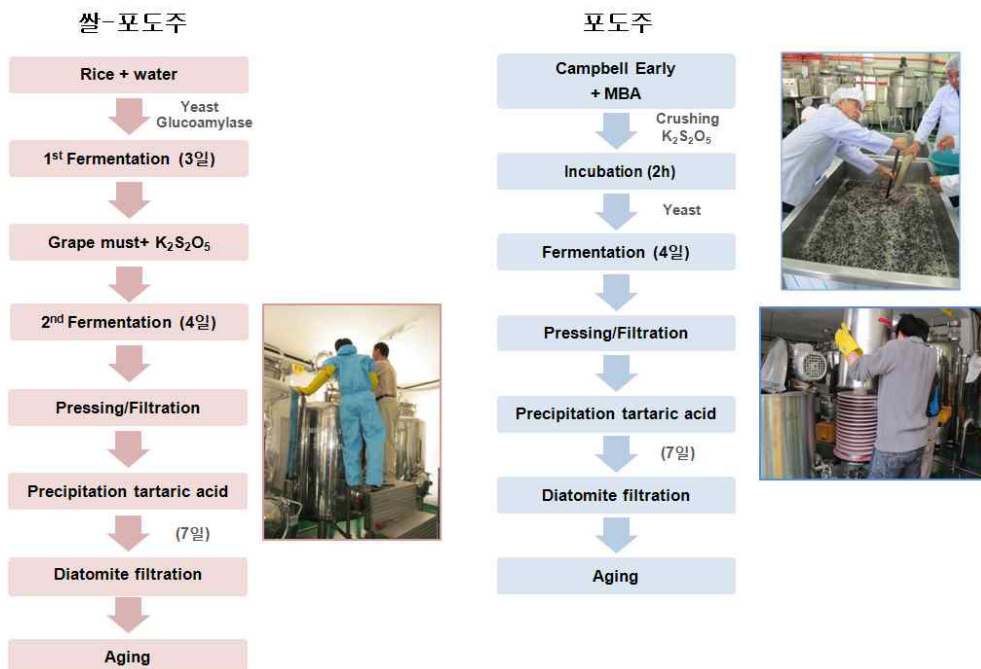 쌀-포도주
Rice + water
Yeast
Glucoamylase
1st Fermentation (3일)
Grape must+ K2S2O5
2nd Fermentation (4일)
Pressing/Filtration
Precipitation tartaric acid
(7일)
Diatomite filtration
Aging
포도주
Campbell Early
+ MBA
Crushing
K2S2O5
Incubation (2h)
Yeast
Fermentation (4일)
Pressing/Filtration
Precipitation tartaric acid
(7일)
Diatomite filtration
Aging